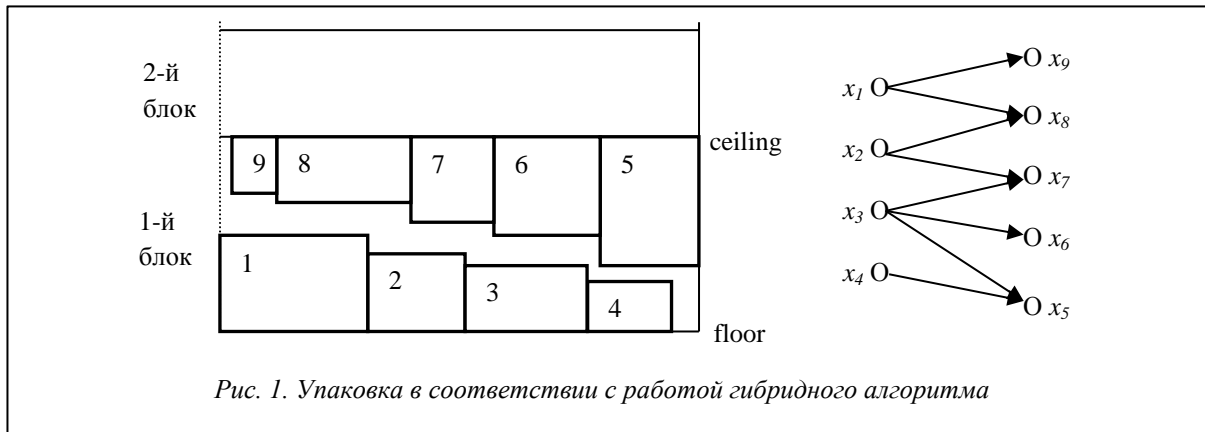 2-й
блок
ceiling
9 8 7 6 5
1-й
блок
1 2 3 4
floor
O x9
x1 O
O x8
x2 O
O x7
x3 O
O x6
x4 O
O x5
Рис. 1. Упаковка в соответствии с работой гибридного алгоритма